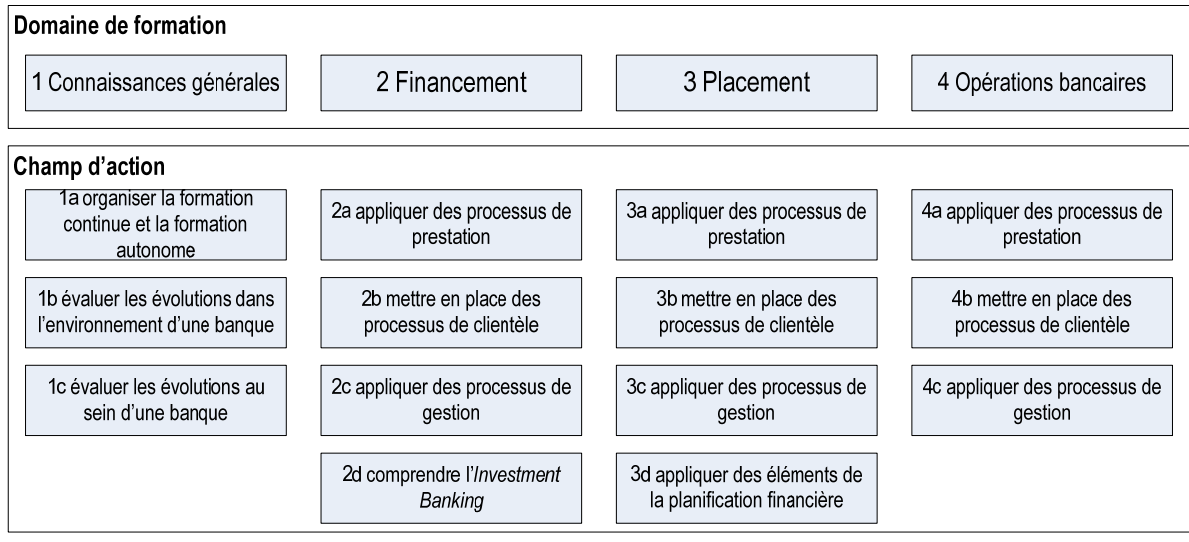 Domaine de formation
1 Connaissances générales
2 Financement
3 Placement
4 Opérations bancaires
Champ d'action
1a organiser la formation
continue et la formation
autonome
2a appliquer des processus de
prestation
3a appliquer des processus de
prestation
4a appliquer des processus de
prestation
1b évaluer les évolutions dans
l'environnement d'une banque
2b mettre en place des
processus de clientèle
3b mettre en place des
processus de clientèle
4b mettre en place des
processus de clientèle
1c évaluer les évolutions au
sein d'une banque
2c appliquer des processus de
gestion
3c appliquer des processus de
gestion
4c appliquer des processus de
gestion
2d comprendre l'Investment
Banking
3d appliquer des éléments de
la planification financière